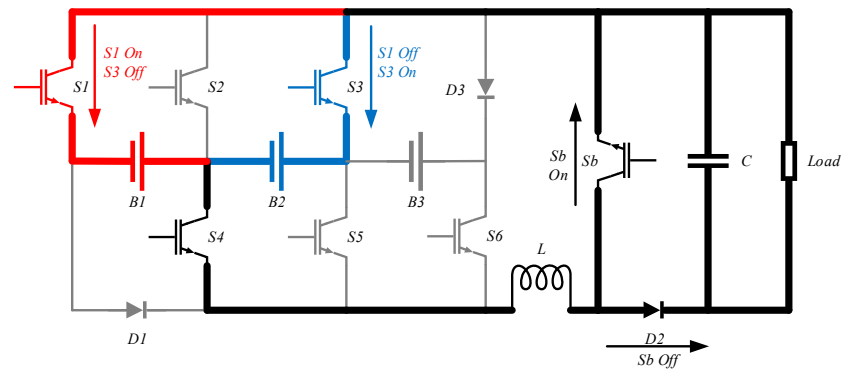 S1 On
S3 Off
S1 Off
S3 On
S1
S2
S3
D3
Sb
On
Sb
C
Load
B1
B2
B3
S4
S5
S6
L
D1
D2
Sb Off